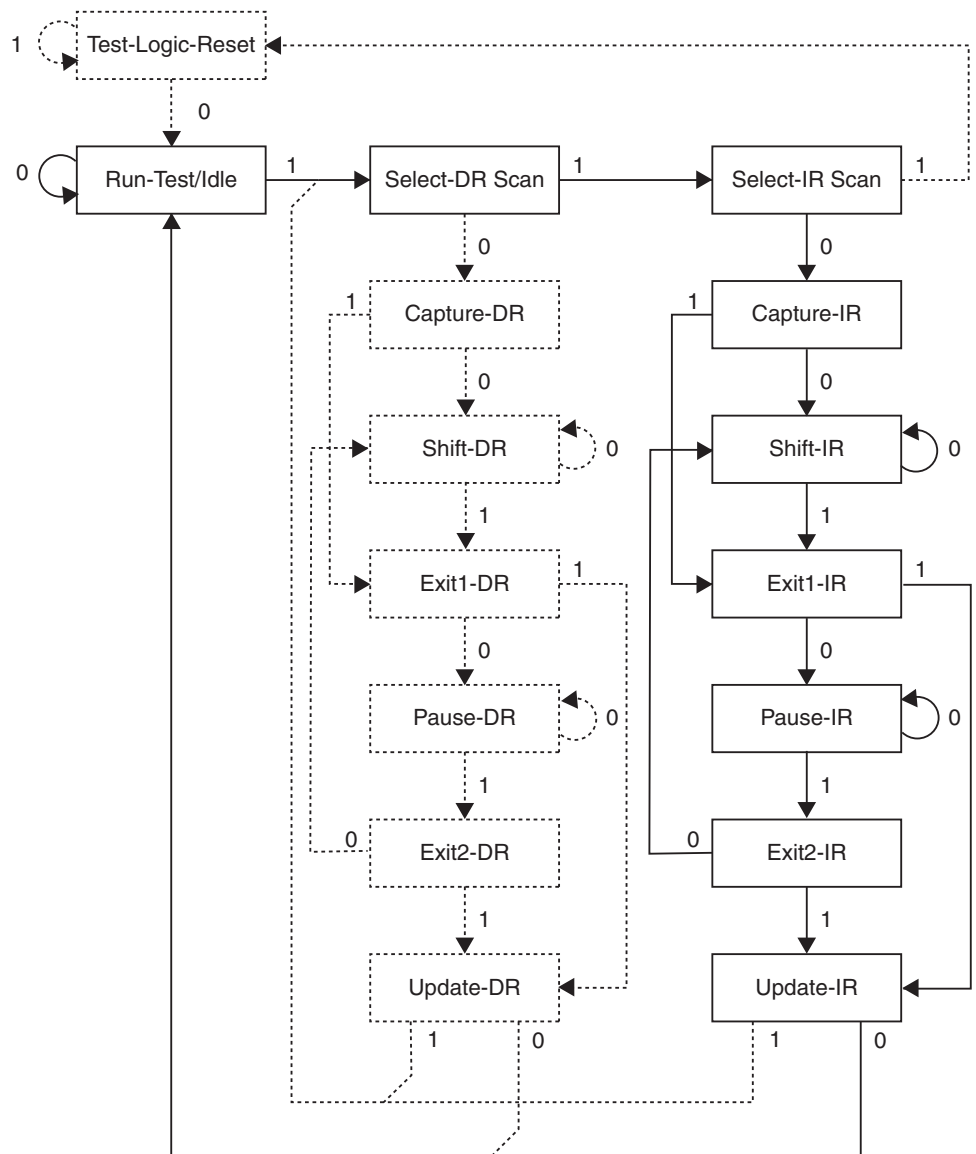 Test-Logic-Reset
1
0
0
Run-Test/Idle
1
Select-DR Scan
1
Select-IR Scan
1
0
0
1
Capture-DR
1
Capture-IR
0
0
Shift-DR
0
Shift-IR
0
1
1
Exit1-DR
1
Exit1-IR
1
0
0
Pause-DR
0
Pause-IR
0
1
1
0
Exit2-DR
0
Exit2-IR
1
1
Update-DR
Update-IR
1
0
1
0